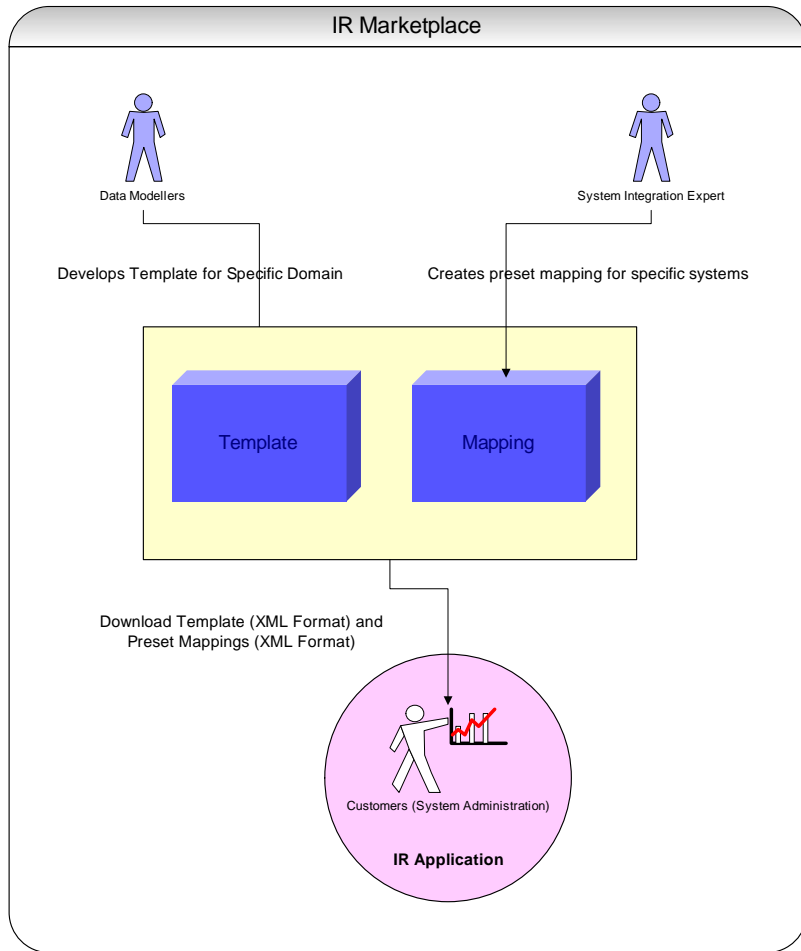 IR Marketplace
Data Modellers
System Integration Expert
Develops Template for Specific Domain
Creates preset mapping for specific systems
Template
Mapping
Download Template (XML Format) and
Preset Mappings (XML Format)
Customers (System Administration)
IR Application